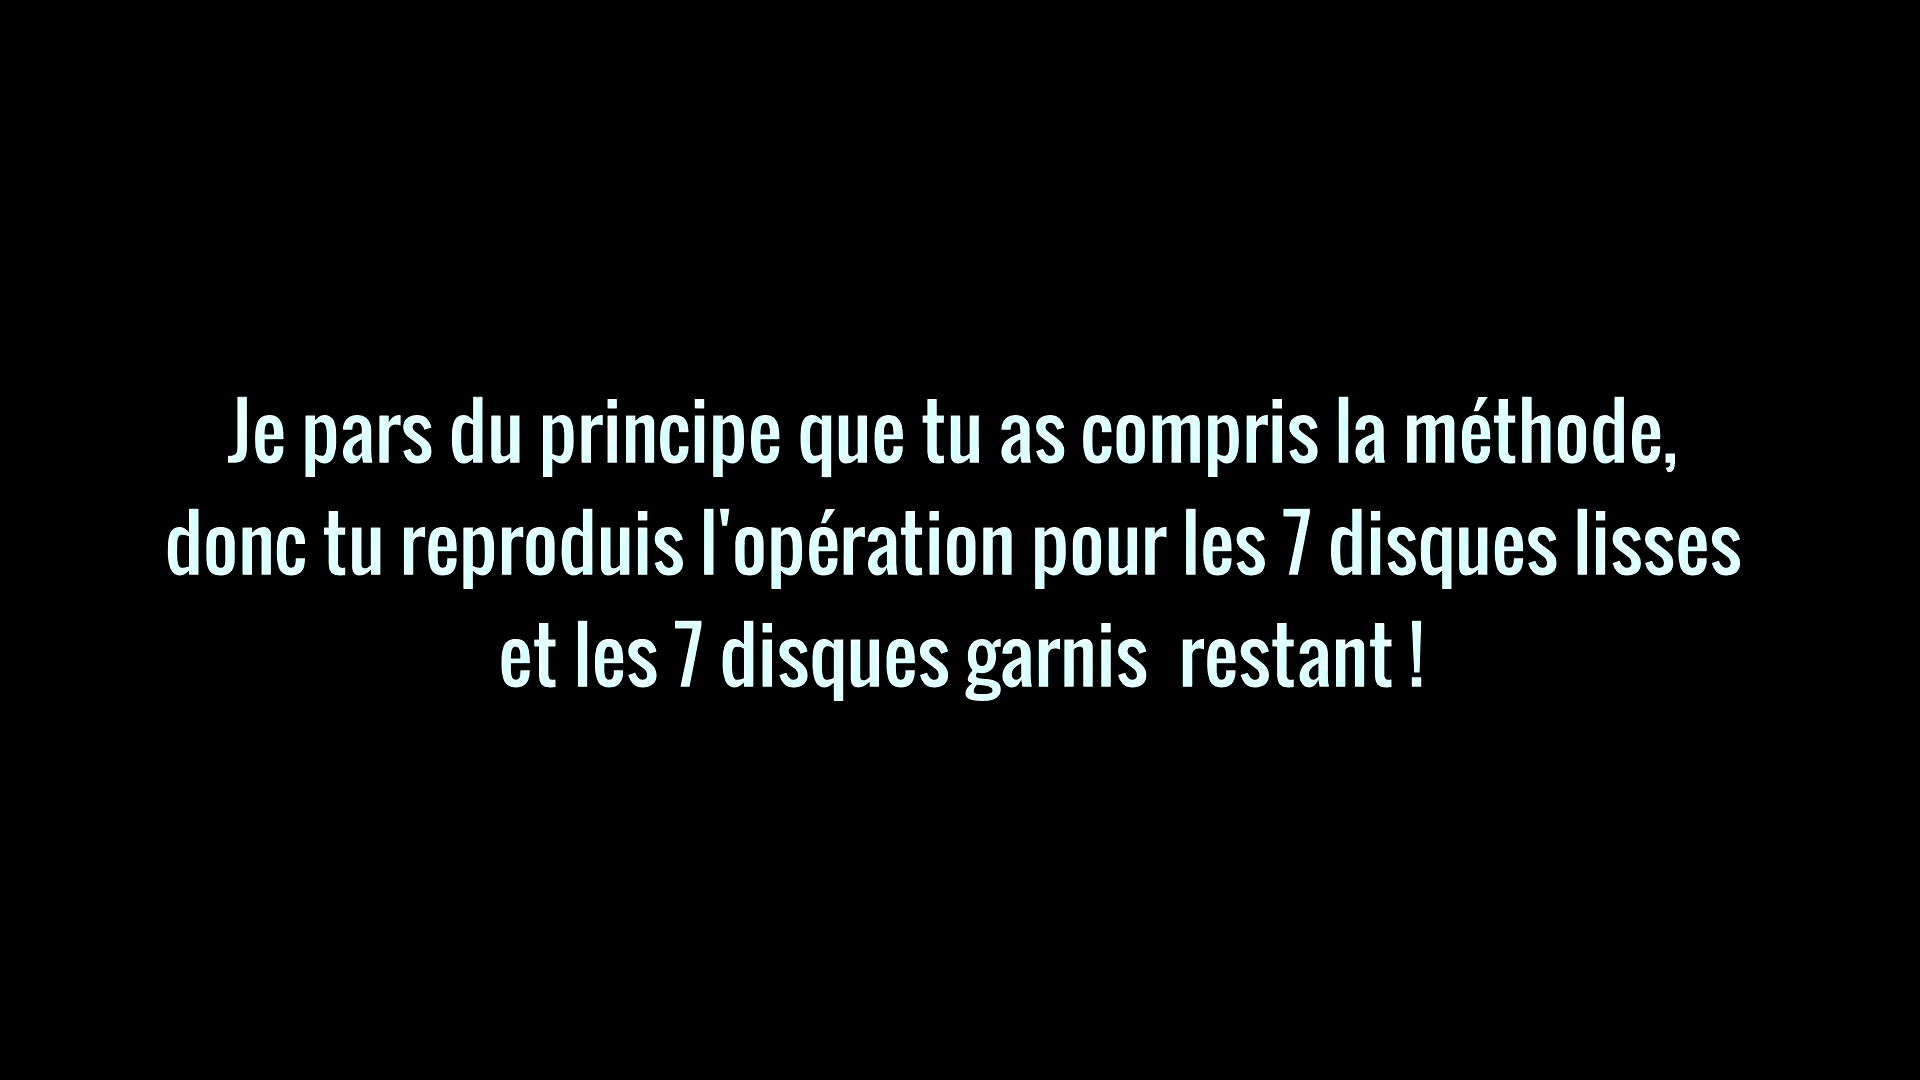 Je pars du principe que tu as compris la méthode,
donc tu reproduis l'opération pour les 7 disques lisses
et les 7 disques garnis  restant !